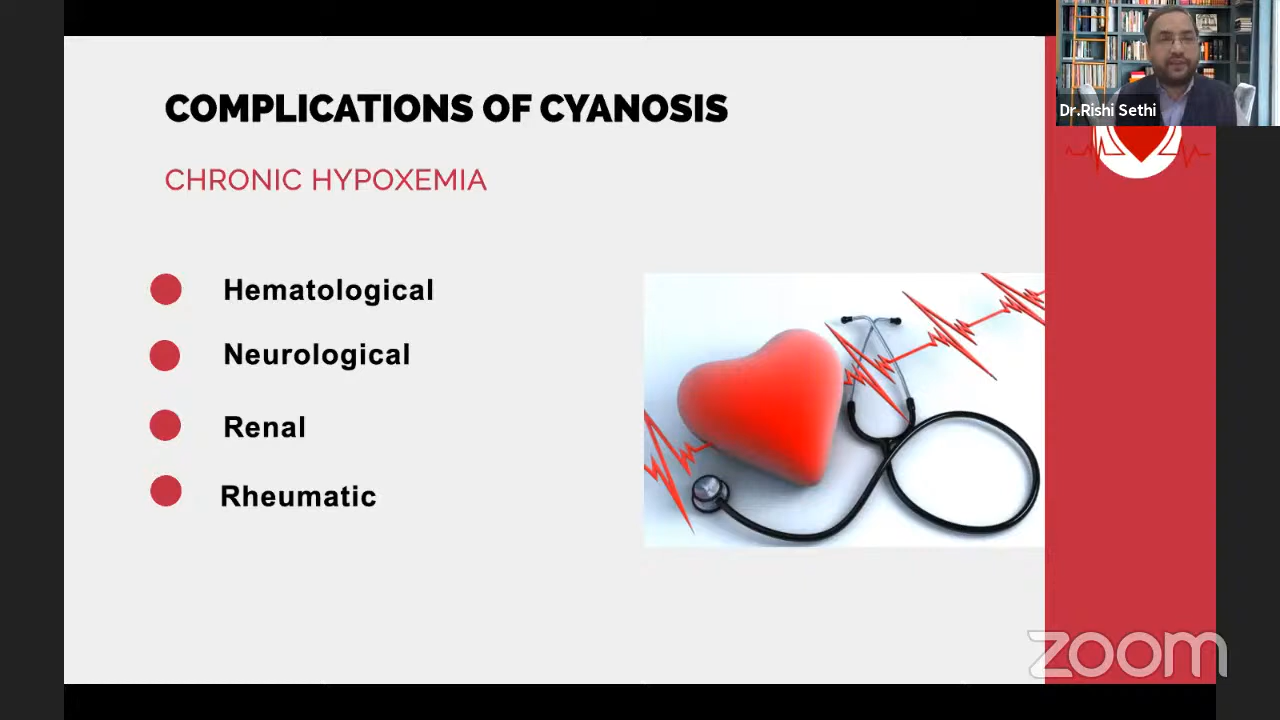 COMPLICATIONS OF CYANOSIS
CHRONIC HYPOXEMIA
Hematological
Neurological
Renal
Rheumatic
Dr.Rishi Sethi
zoom